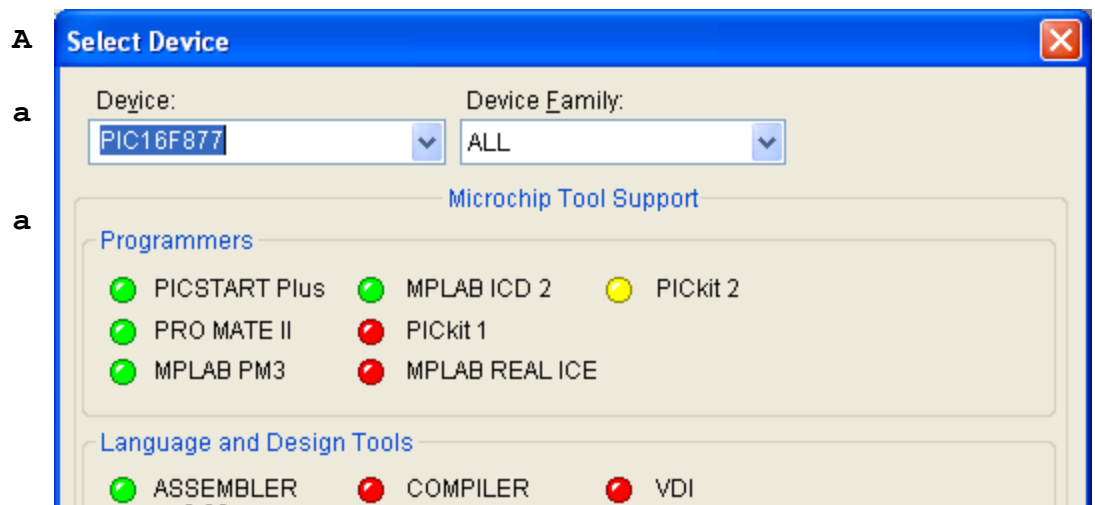 A
Select Device
a
Device: Device Family:
PIC16F877 ALL
a
Microchip Tool Support
Programmers
PICSTART Plus MPLAB ICD 2 PICkit 2
PRO MATE II PICkit 1
MPLAB PM3 MPLAB REAL ICE
Language and Design Tools
ASSEMBLER COMPILER VDI